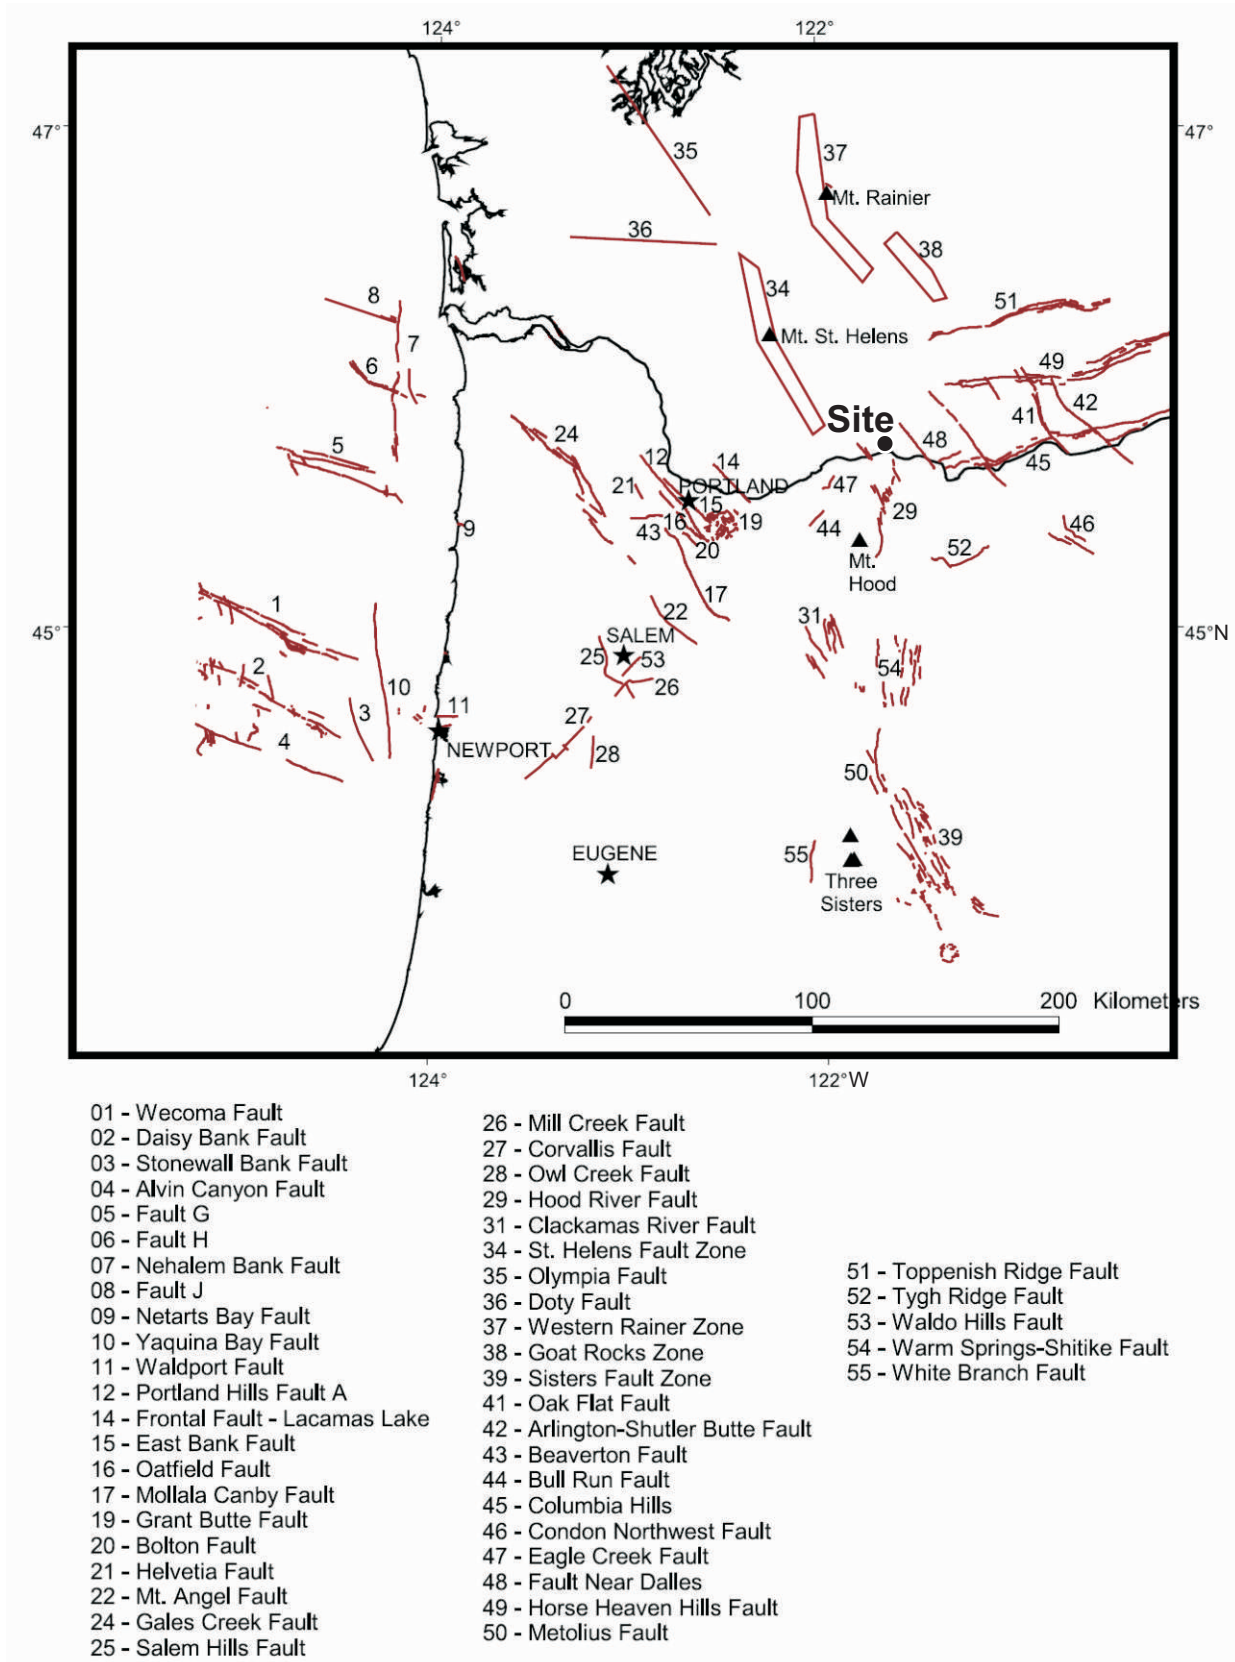 124°
122°
47°
47°
35
37
Mt. Rainier
36
38
34
8
51
7
Mt. St. Helens
6
49
Site
41
42
24
48
5
12
14
45
21
PORTLAND
47
15
29
9
16
19
44
46
43
20
52
Mt.
Hood
17
1
22
31
45°
45°N
SALEM
25
53
2
54
10
26
3
11
27
4
NEWPORT
28
50
39
EUGENE
55
Three
Sisters
0
100
200 Kilometers
124°
122°W
01 - Wecoma Fault
02 - Daisy Bank Fault
03 - Stonewall Bank Fault
04 - Alvin Canyon Fault
05 - Fault G
06 - Fault H
07 - Nehalem Bank Fault
08 - Fault J
09 - Netarts Bay Fault
10 - Yaquina Bay Fault
11 - Waldport Fault
12 - Portland Hills Fault A
14 - Frontal Fault - Lacamas Lake
15 - East Bank Fault
16 - Oatfield Fault
17 - Mollala Canby Fault
19 - Grant Butte Fault
20 - Bolton Fault
21 - Helvetia Fault
22 - Mt. Angel Fault
24 - Gales Creek Fault
25 - Salem Hills Fault
26 - Mill Creek Fault
27 - Corvallis Fault
28 - Owl Creek Fault
29 - Hood River Fault
31 - Clackamas River Fault
34 - St. Helens Fault Zone
35 - Olympia Fault
36 - Doty Fault
37 - Western Rainer Zone
38 - Goat Rocks Zone
39 - Sisters Fault Zone
41 - Oak Flat Fault
42 - Arlington-Shutler Butte Fault
43 - Beaverton Fault
44 - Bull Run Fault
45 - Columbia Hills
46 - Condon Northwest Fault
47 - Eagle Creek Fault
48 - Fault Near Dalles
49 - Horse Heaven Hills Fault
50 - Metolius Fault
51 - Toppenish Ridge Fault
52 - Tygh Ridge Fault
53 - Waldo Hills Fault
54 - Warm Springs-Shitike Fault
55 - White Branch Fault